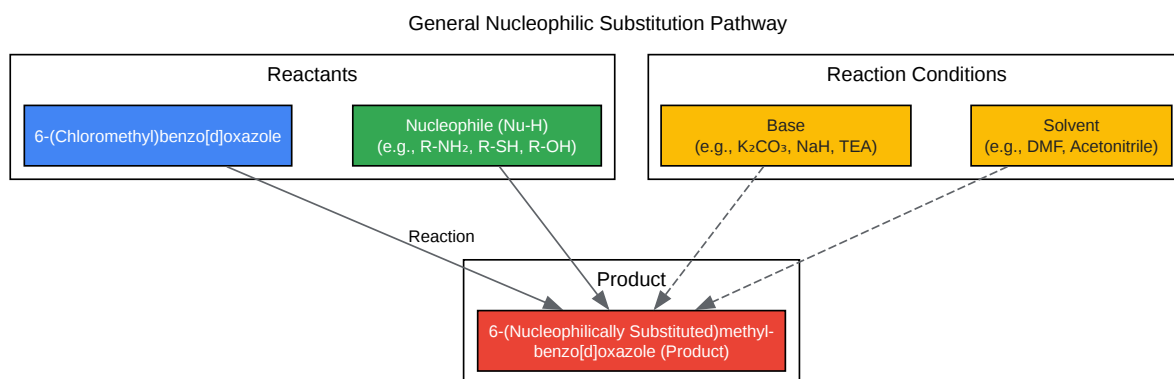 General Nucleophilic Substitution Pathway
Reactants
Reaction Conditions
6-(Chloromethyl)benzo[d]oxazole
Nucleophile (Nu-H)
(e.g., R-NH₂, R-SH, R-OH)
Base
(e.g., K₂CO₃, NaH, TEA)
Solvent
(e.g., DMF, Acetonitrile)
Reaction
Product
6-(Nucleophilically Substituted)methyl-
benzo[d]oxazole (Product)